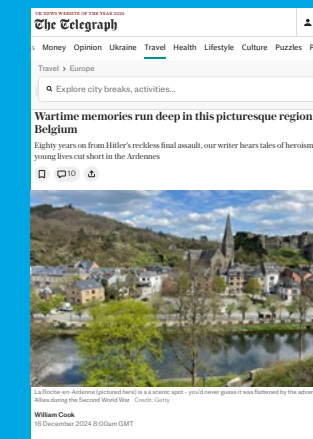 UK NEWS WEBSITE OF THE YEAR 2024
The Telegraph
s Money Opinion Ukraine Travel Health Lifestyle Culture Puzzles P
Travel > Europe
Explore city breaks, activities...
Wartime memories run deep in this picturesque region
Belgium
Eighty years on from Hitler's reckless final assault, our writer hears tales of heroism
young lives cut short in the Ardennes
10
La Roche-en-Ardenne (pictured here) is a a scenic spot – you'd never guess it was flattened by the advan
Allies during the Second World War Credit: Getty
William Cook
16 December 2024 8:00am GMT